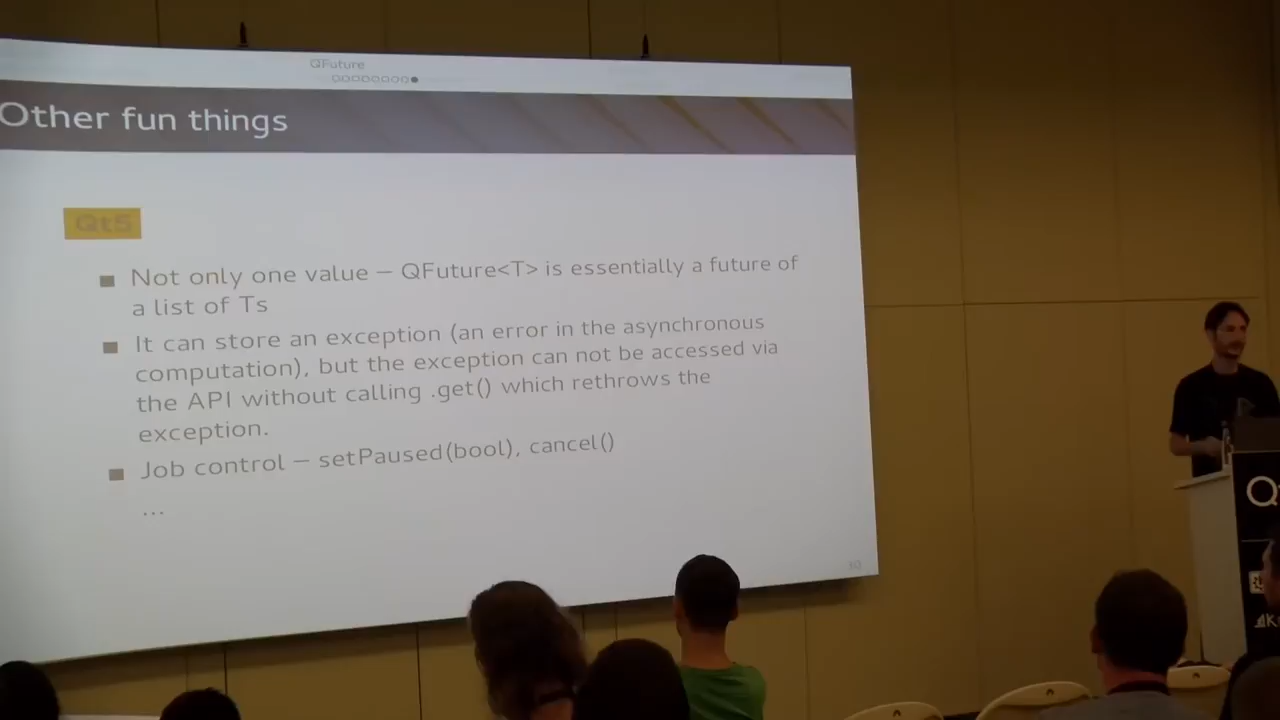 QFuture
Other fun things
Qt5
Not only one value — QFuture<T> is essentially a future of
a list of Ts
It can store an exception (an error in the asynchronous
computation), but the exception can not be accessed via
the API without calling .get() which rethrows the
exception.
Job control — setPaused(bool), cancel()
...
10